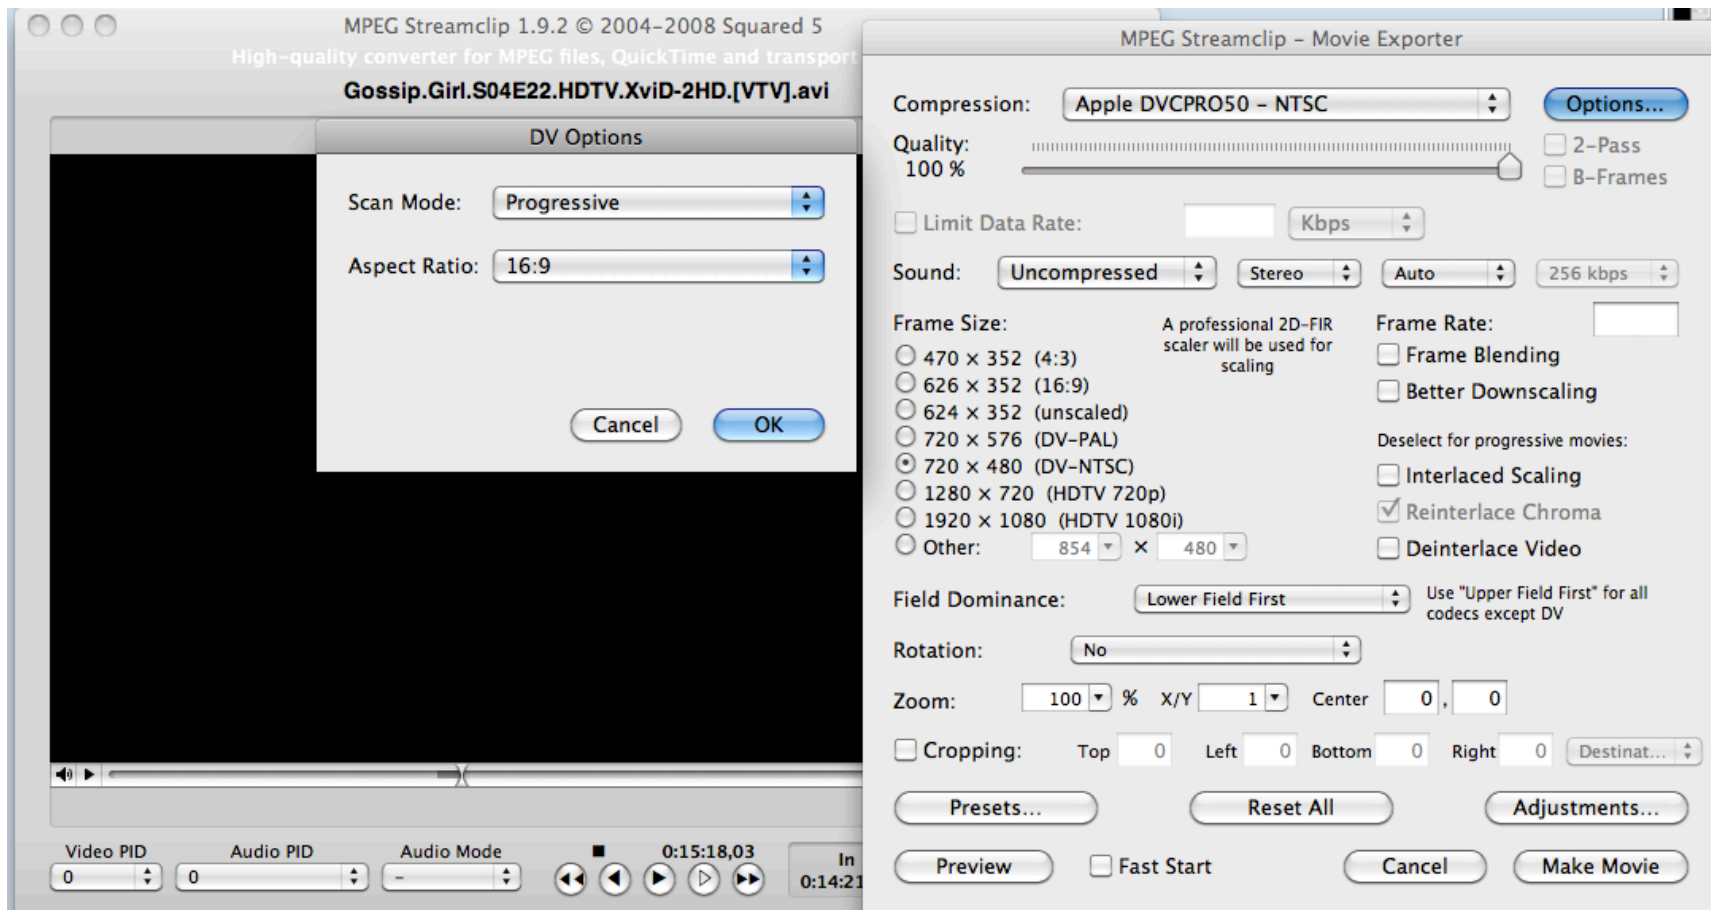 MPEG Streamclip 1.9.2 © 2004-2008 Squared 5
High-quality converter for MPEG files, QuickTime and transport
Gossip.Girl.S04E22.HDTV.XviD-2HD.[VTV].avi
DV Options
Scan Mode: Progressive
Aspect Ratio: 16:9
Cancel OK
Video PID Audio PID Audio Mode 0:15:18,03 In
0 0 - 0:14:21
MPEG Streamclip - Movie Exporter
Compression: Apple DVCPRO50 - NTSC Options...
Quality: 2-Pass
100 % B-Frames
Limit Data Rate: Kbps
Sound: Uncompressed Stereo Auto 256 kbps
Frame Size:
A professional 2D-FIR
scaler will be used for
scaling
470 × 352 (4:3)
626 × 352 (16:9)
624 × 352 (unscaled)
720 × 576 (DV-PAL)
720 × 480 (DV-NTSC)
1280 × 720 (HDTV 720p)
1920 × 1080 (HDTV 1080i)
Other: 854 × 480
Frame Rate:
Frame Blending
Better Downscaling
Deselect for progressive movies:
Interlaced Scaling
Reinterlace Chroma
Deinterlace Video
Field Dominance: Lower Field First
Use "Upper Field First" for all
codecs except DV
Rotation: No
Zoom: 100 % X/Y 1 Center 0 , 0
Cropping: Top 0 Left 0 Bottom 0 Right 0 Destinat...
Presets... Reset All Adjustments...
Preview Fast Start Cancel Make Movie